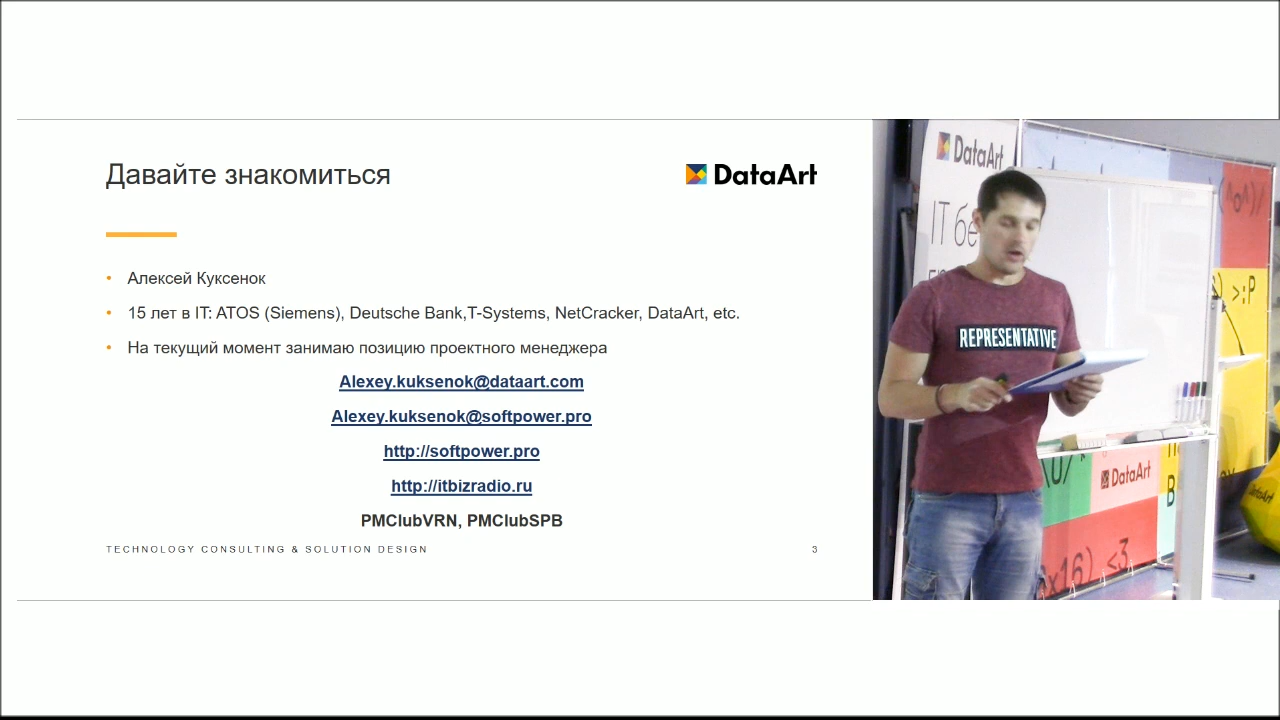 Давайте знакомиться
DataArt
• Алексей Куксенок
• 15 лет в IT: ATOS (Siemens), Deutsche Bank,T-Systems, NetCracker, DataArt, etc.
• На текущий момент занимаю позицию проектного менеджера
Alexey.kuksenok@dataart.com
Alexey.kuksenok@softpower.pro
http://softpower.pro
http://itbizradio.ru
PMClubVRN, PMClubSPB
TECHNOLOGY CONSULTING & SOLUTION DESIGN
3
DataArt
IT
REPRESENTATIVE
>:P
DataArt
<3
DataArt